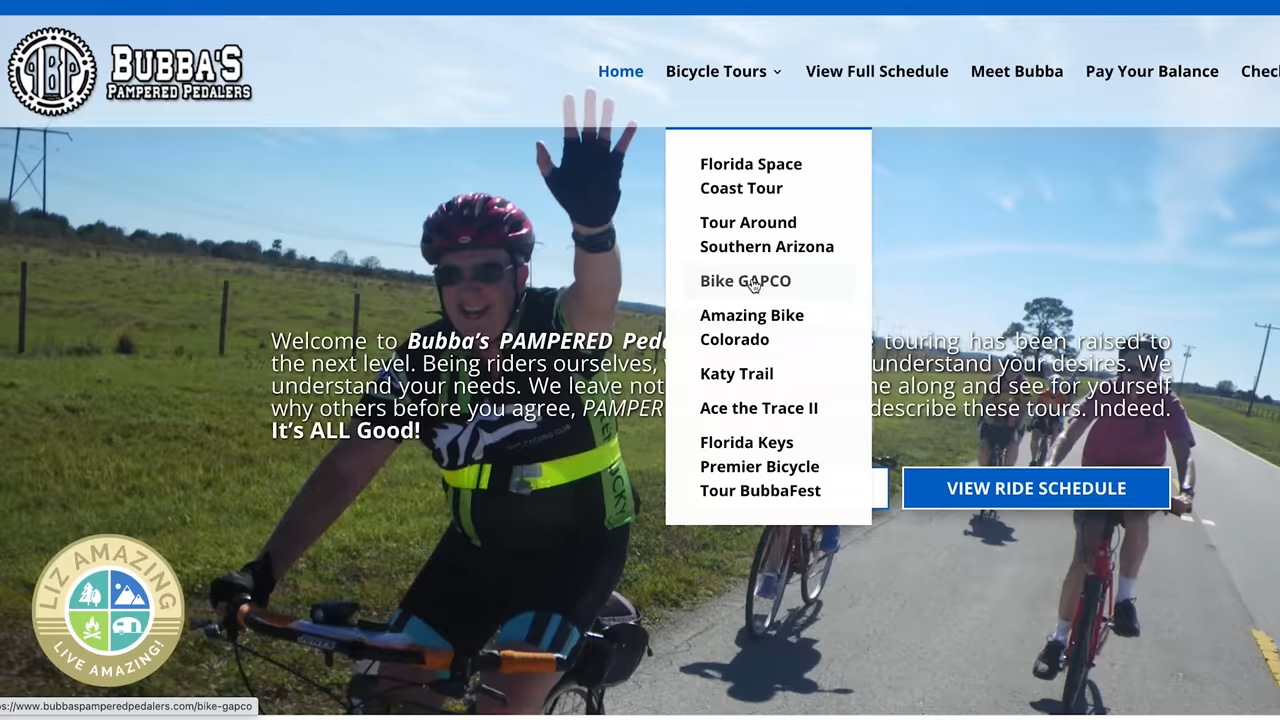 BUBBA'S
PAMPERED PEDALERS
Home Bicycle Tours View Full Schedule Meet Bubba Pay Your Balance
Florida Space
Coast Tour
Tour Around
Southern Arizona
Bike GAPCO
Amazing Bike
Colorado
Katy Trail
Ace the Trace II
Florida Keys
Premier Bicycle
Tour BubbaFest
Welcome to Bubba's PAMPERED touring has been raised to
the next level. Being riders ourselves, understand your desires. We
understand your needs. We leave along and see for yourself
why others before you agree, describe these tours. Indeed.
It's ALL Good!
VIEW RIDE SCHEDULE
LIZ AMAZING
LIVE AMAZING!
s://www.bubbaspamperedpedalers.com/bike-gapco